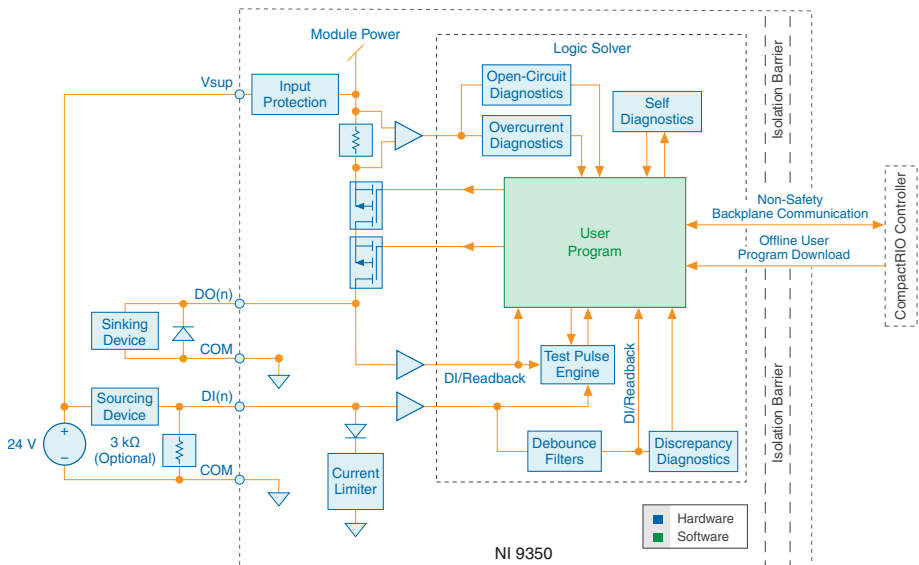 Module Power
Logic Solver
Vsup
Input
Protection
Open-Circuit
Diagnostics
Overcurrent
Diagnostics
Self
Diagnostics
Isolation Barrier
User
Program
Non-Safety
Backplane Communication
Offline User
Program Download
CompactRIO Controller
DO(n)
Sinking
Device
COM
DI/Readback
Test Pulse
Engine
DI/Readback
Sourcing
Device
DI(n)
24 V
3 kΩ
(Optional)
COM
Current
Limiter
Debounce
Filters
Discrepancy
Diagnostics
Isolation Barrier
Hardware
Software
NI 9350